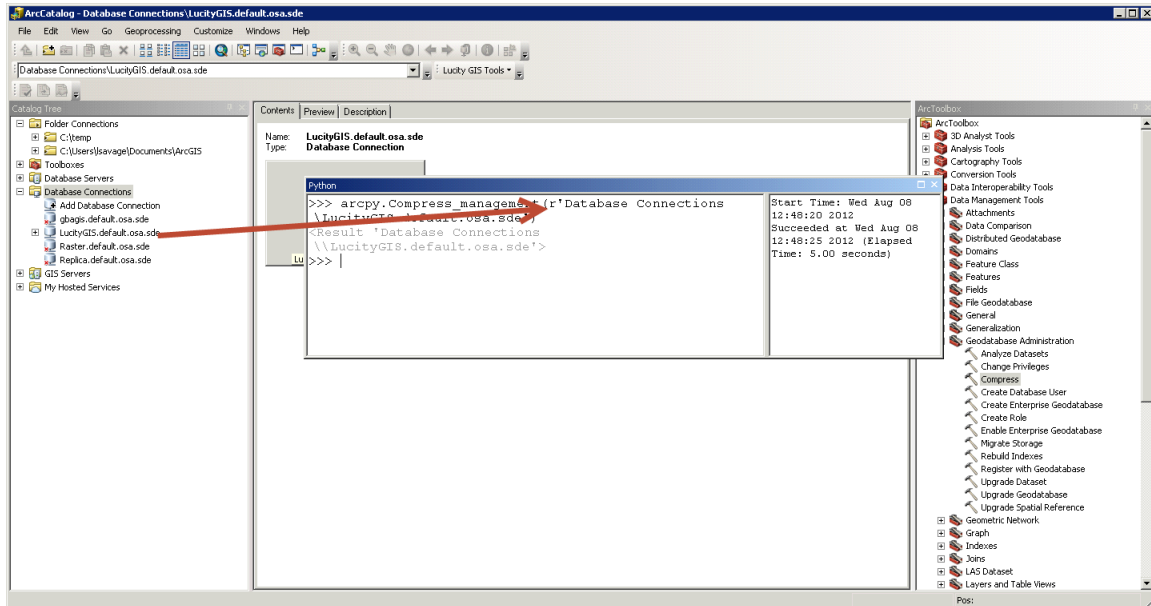 ArcCatalog - Database Connections\LucityGIS.default.osa.sde
File Edit View Go Geoprocessing Customize Windows Help
Database Connections\LucityGIS.default.osa.sde
Lucity GIS Tools
Catalog Tree
Folder Connections
C:\temp
C:\Users\lsavage\Documents\ArcGIS
Toolboxes
Database Servers
Database Connections
Add Database Connection
gbagis.default.osa.sde
LucityGIS.default.osa.sde
Raster.default.osa.sde
Replica.default.osa.sde
GIS Servers
My Hosted Services
Contents Preview Description
Name: LucityGIS.default.osa.sde
Type: Database Connection
Lu
Python
>>> arcpy.Compress_management(r'Database Connections
\LucityGIS.default.osa.sde'
<Result 'Database Connections
\\LucityGIS.default.osa.sde'>
>>>
Start Time: Wed Aug 08
12:48:20 2012
Succeeded at Wed Aug 08
12:48:25 2012 (Elapsed
Time: 5.00 seconds)
ArcToolbox
ArcToolbox
3D Analyst Tools
Analysis Tools
Cartography Tools
Conversion Tools
Data Interoperability Tools
Data Management Tools
Attachments
Data Comparison
Distributed Geodatabase
Domains
Feature Class
Features
Fields
File Geodatabase
General
Generalization
Geodatabase Administration
Analyze Datasets
Change Privileges
Compress
Create Database User
Create Enterprise Geodatabase
Create Role
Enable Enterprise Geodatabase
Migrate Storage
Rebuild Indexes
Register with Geodatabase
Upgrade Dataset
Upgrade Geodatabase
Upgrade Spatial Reference
Geometric Network
Graph
Indexes
Joins
LAS Dataset
Layers and Table Views
Pos: